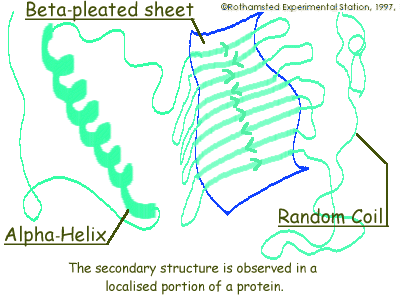 ©Rothamsted Experimental Station, 1997,
Beta-pleated sheet
Random Coil
Alpha-Helix
The secondary structure is observed in a
localised portion of a protein.